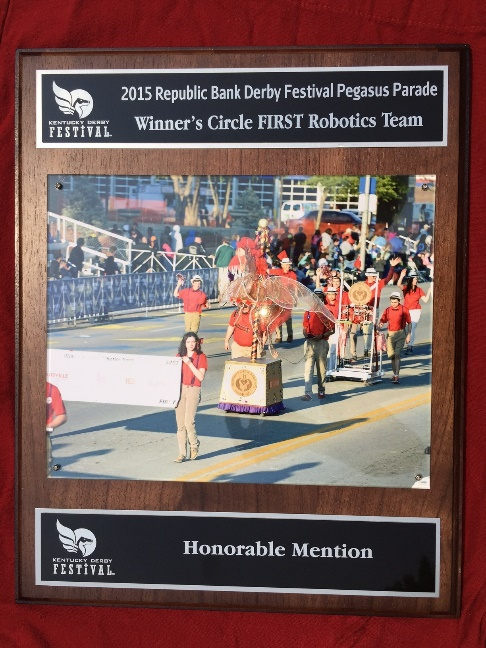 KENTUCKY DERBY
FESTIVAL
2015 Republic Bank Derby Festival Pegasus Parade
Winner's Circle FIRST Robotics Team
KENTUCKY DERBY
FESTIVAL
Honorable Mention